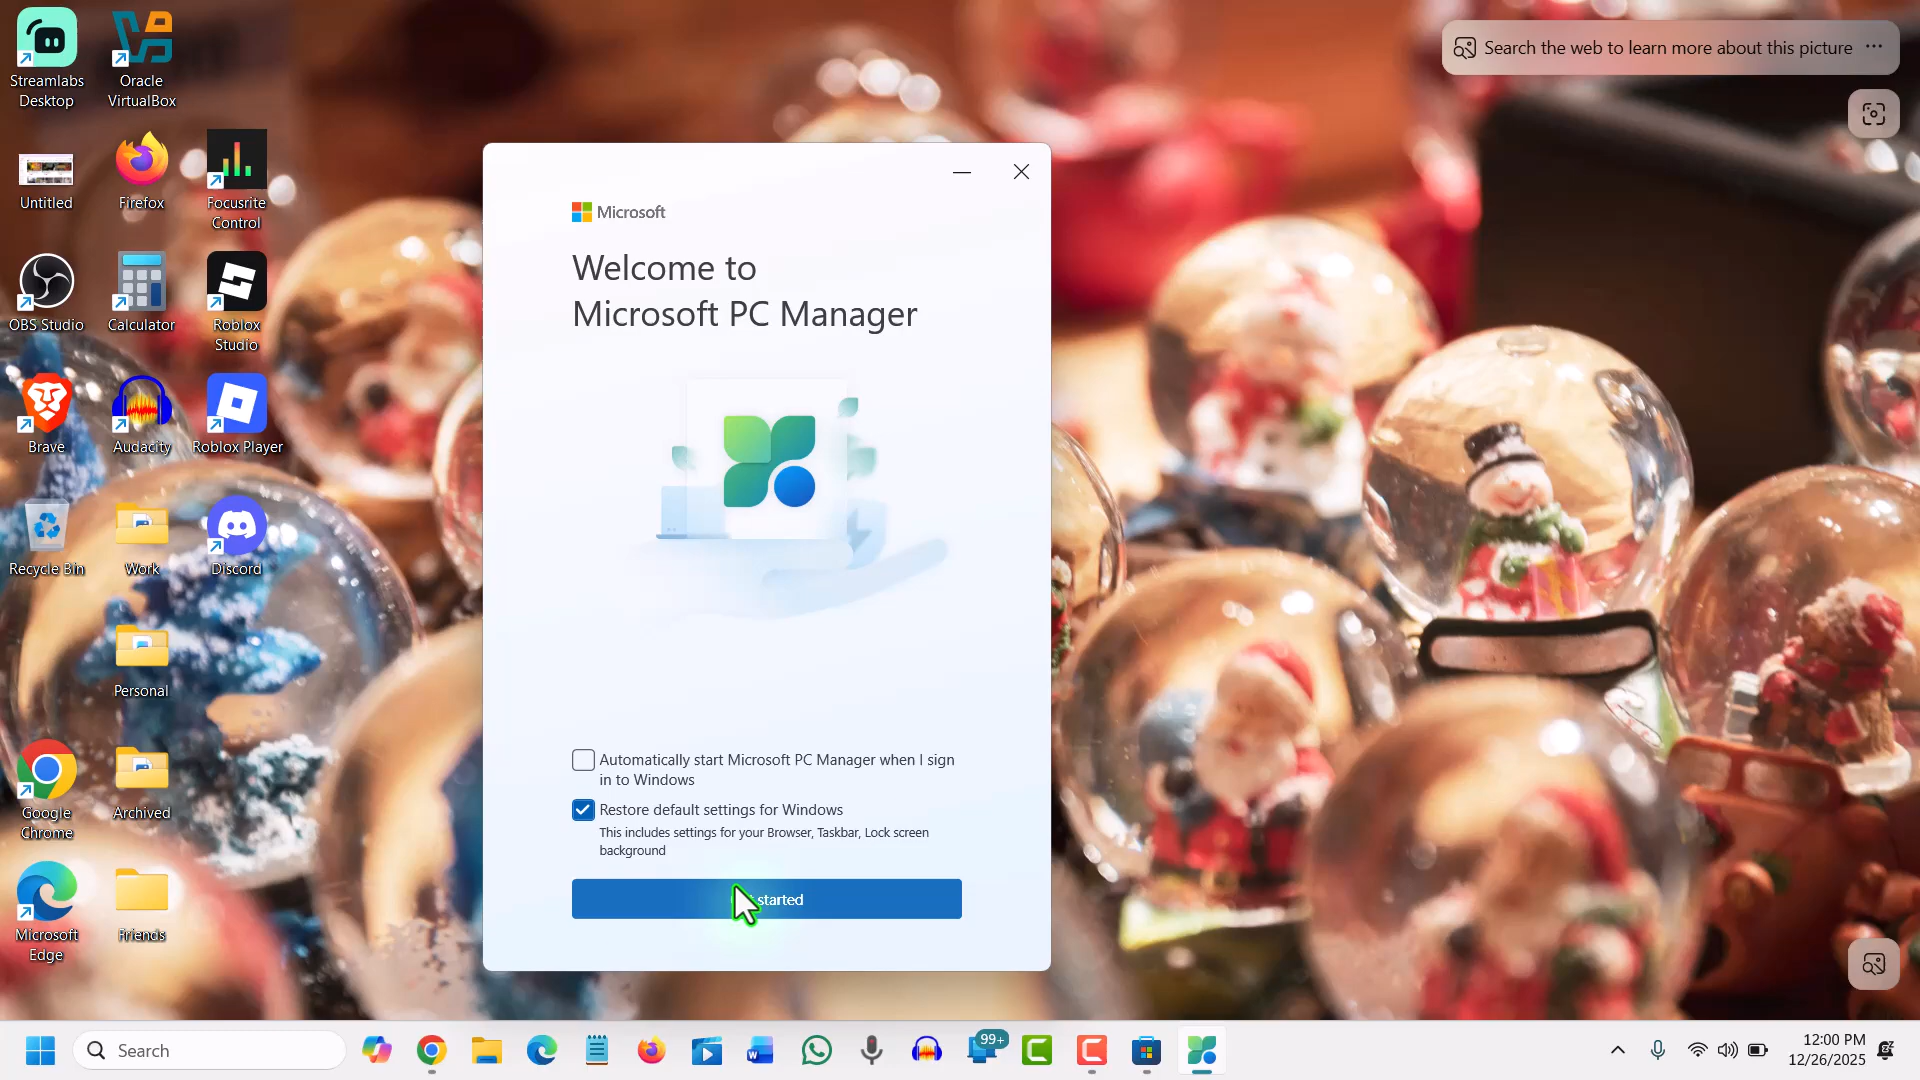 Search the web to learn more about this picture
Streamlabs
Desktop
Oracle
VirtualBox
Untitled
Firefox
Focusrite
Control
OBS Studio
Calculator
Roblox
Studio
Brave
Audacity
Roblox Player
Recycle Bin
Work
Discord
Personal
Google
Chrome
Archived
Microsoft
Edge
Friends
Microsoft
Welcome to
Microsoft PC Manager
Automatically start Microsoft PC Manager when I sign
in to Windows
Restore default settings for Windows
This includes settings for your Browser, Taskbar, Lock screen
background
started
Search
99+
12:00 PM
12/26/2025